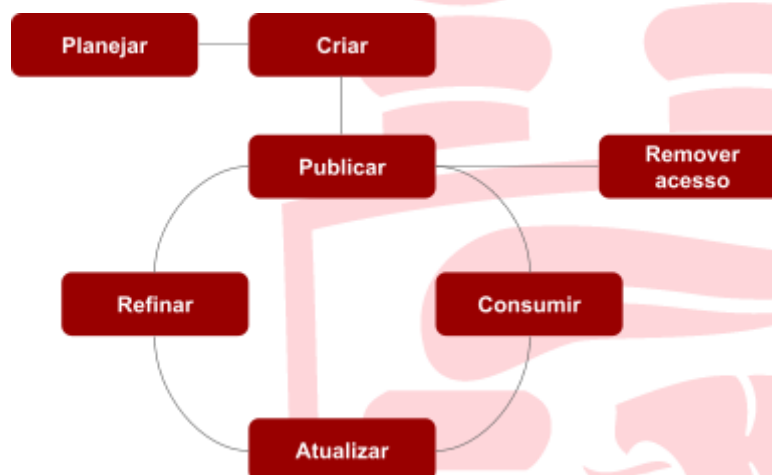 Planejar
Criar
Publicar
Remover
acesso
Refinar
Consumir
Atualizar